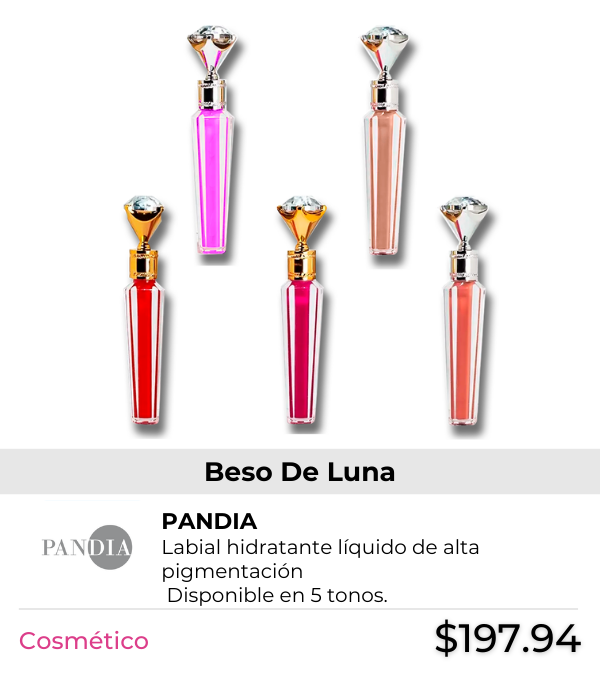 Beso De Luna
PANDIA
PANDIA
Labial hidratante líquido de alta
pigmentación
Disponible en 5 tonos.
Cosmético
$197.94